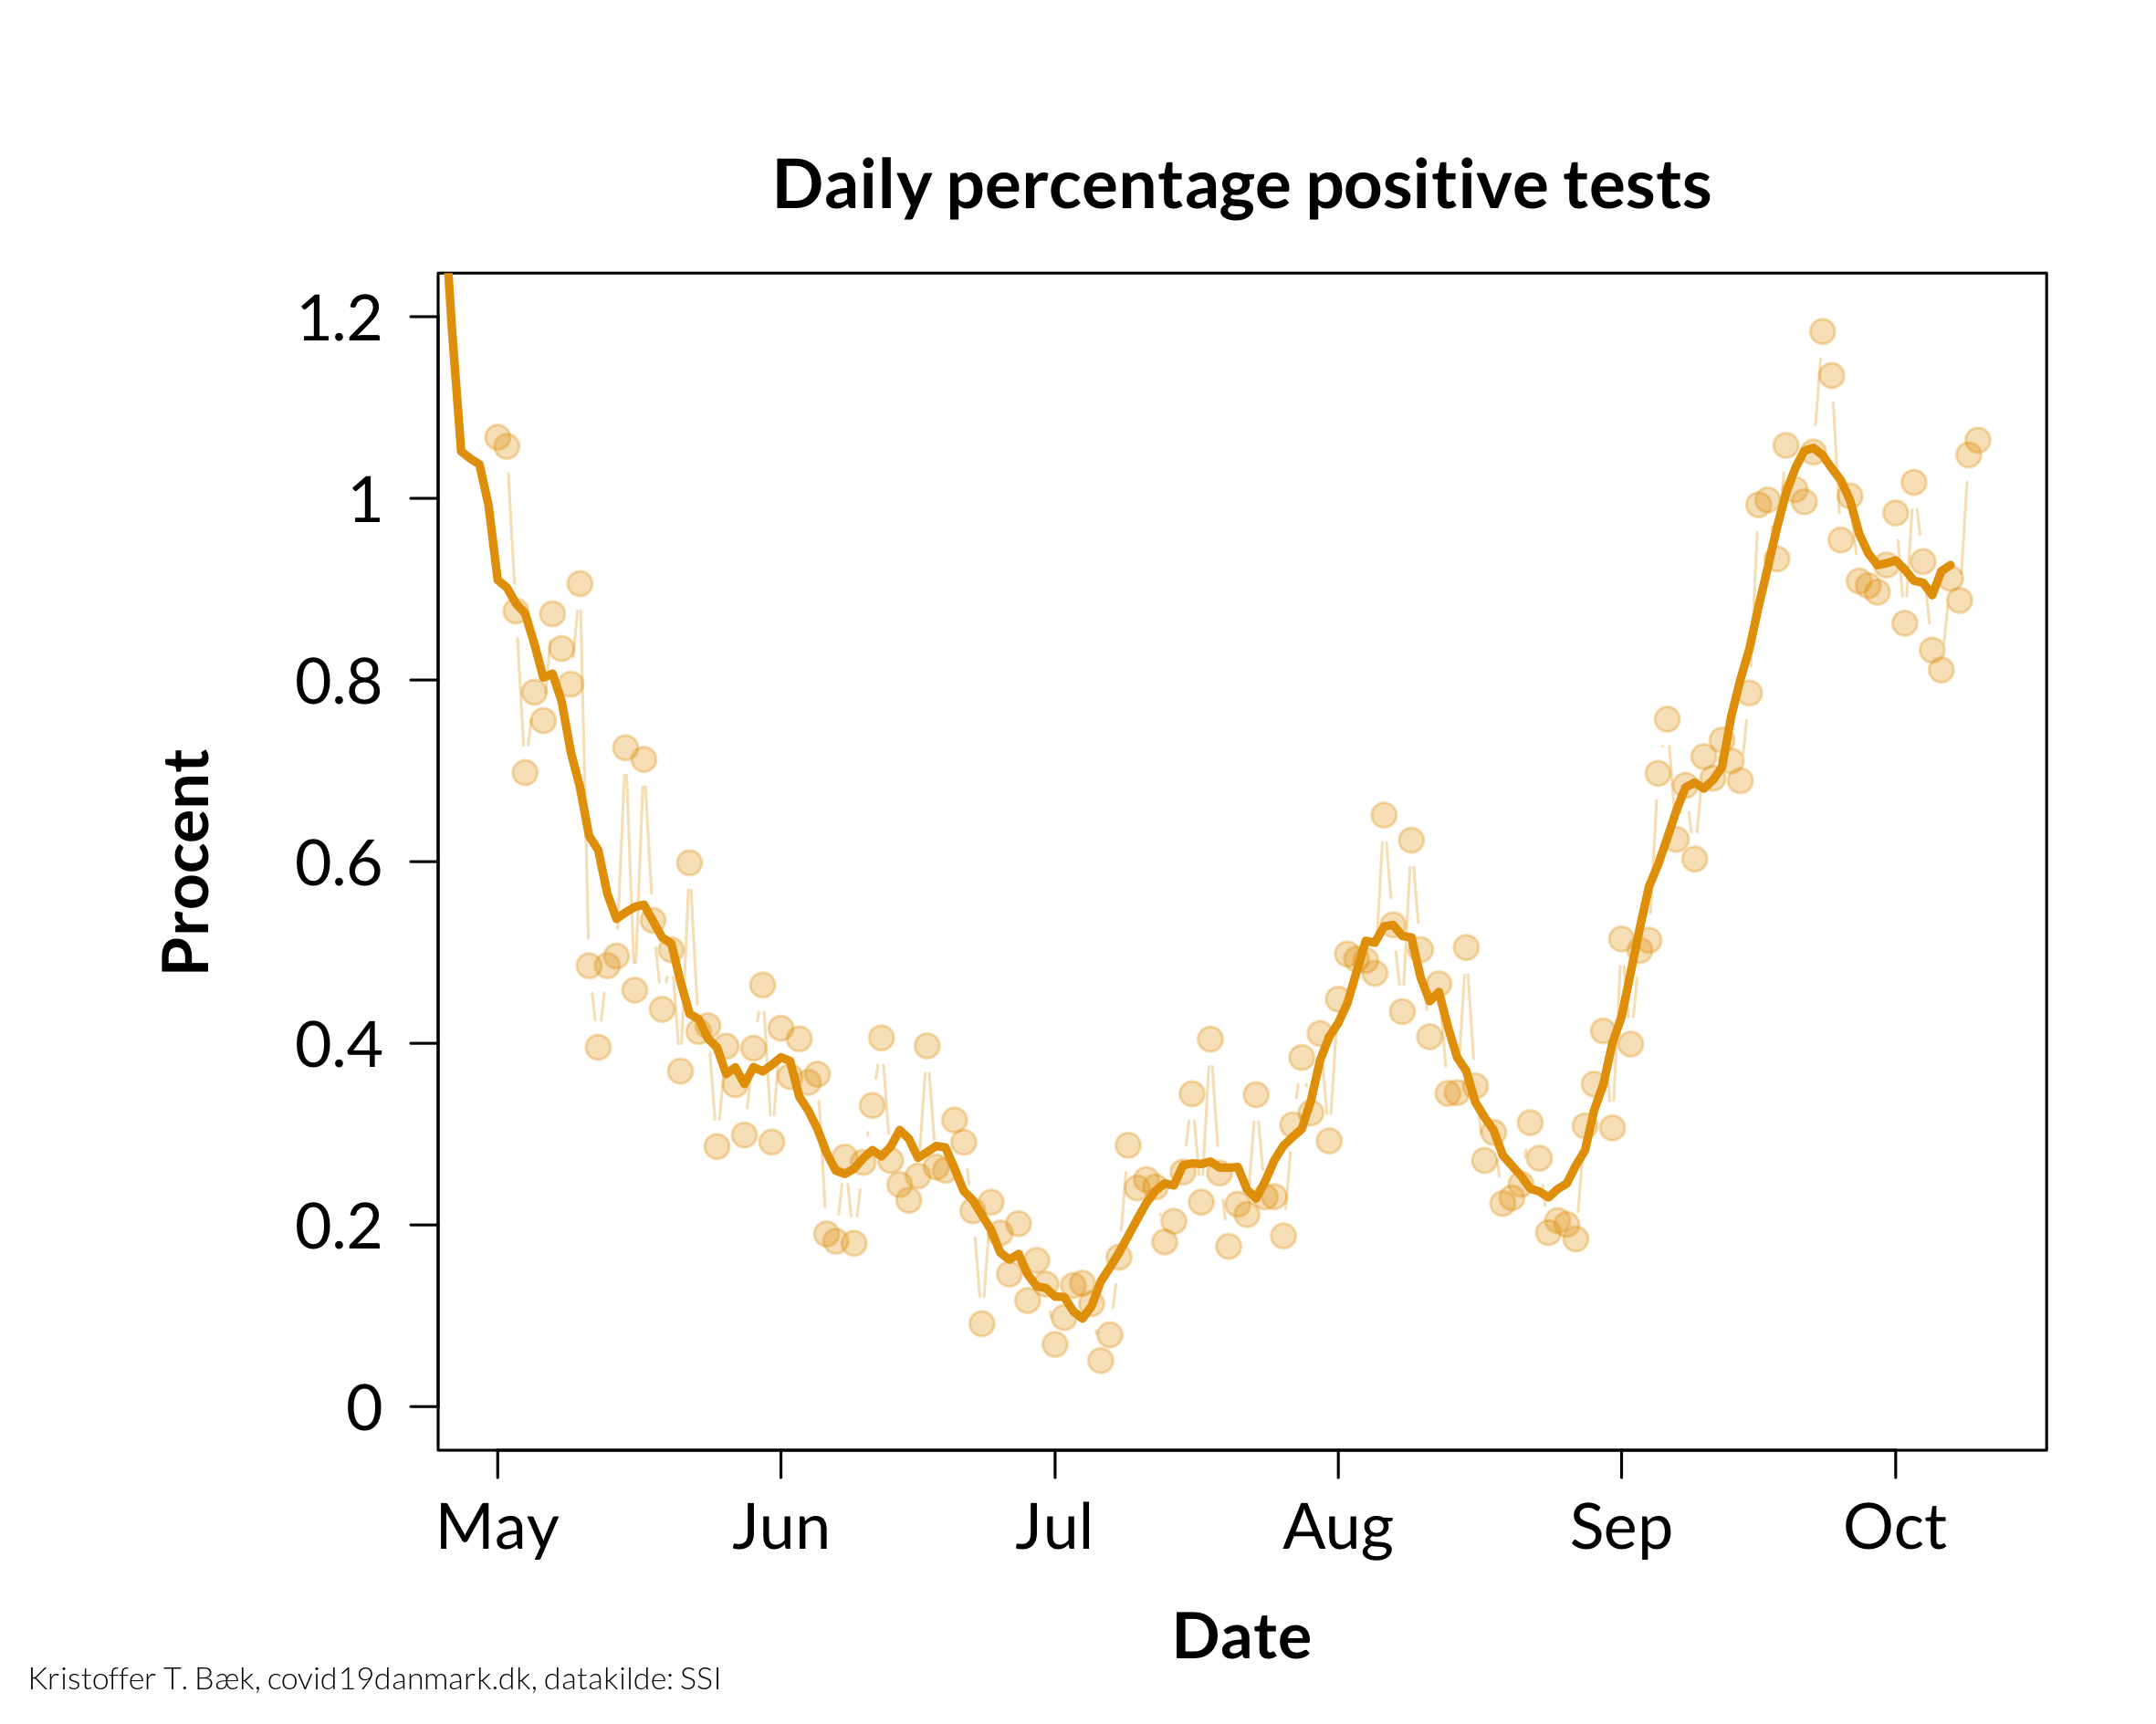 Daily percentage positive tests
1.2
1
0.8
0.6
0.4
0.2
0
Procent
May Jun Jul Aug Sep Oct
Date
Kristoffer T. Bæk, covid19danmark.dk, datakilde: SSI